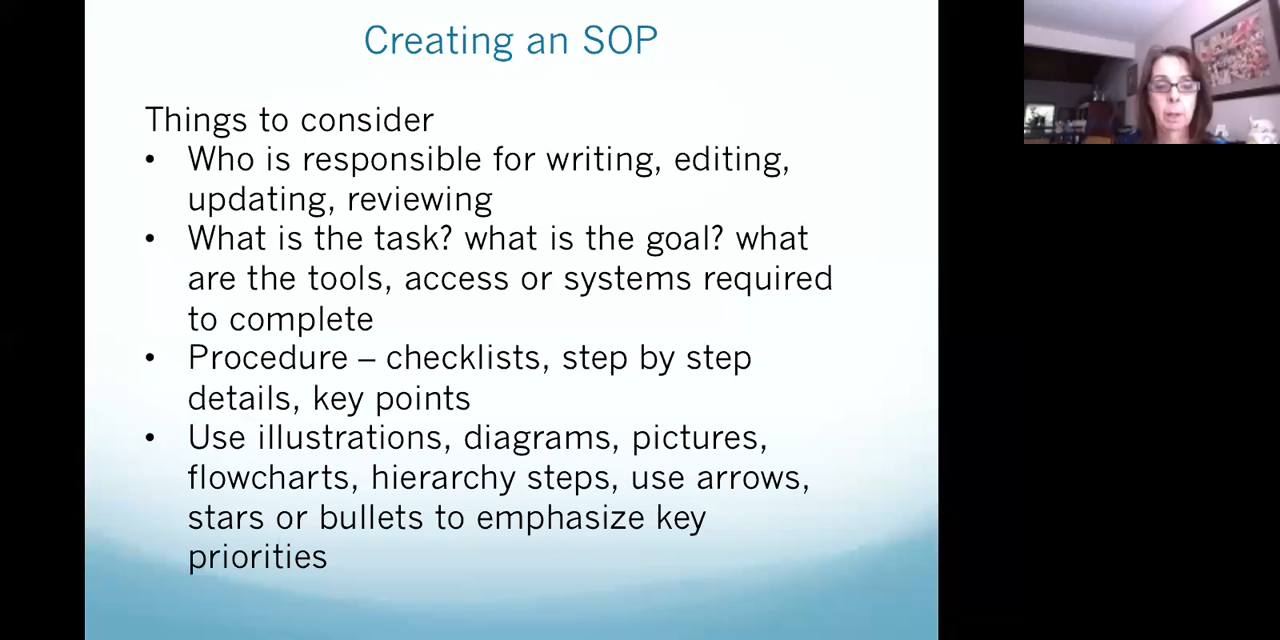 Creating an SOP
Things to consider
• Who is responsible for writing, editing,
updating, reviewing
• What is the task? what is the goal? what
are the tools, access or systems required
to complete
• Procedure – checklists, step by step
details, key points
• Use illustrations, diagrams, pictures,
flowcharts, hierarchy steps, use arrows,
stars or bullets to emphasize key
priorities